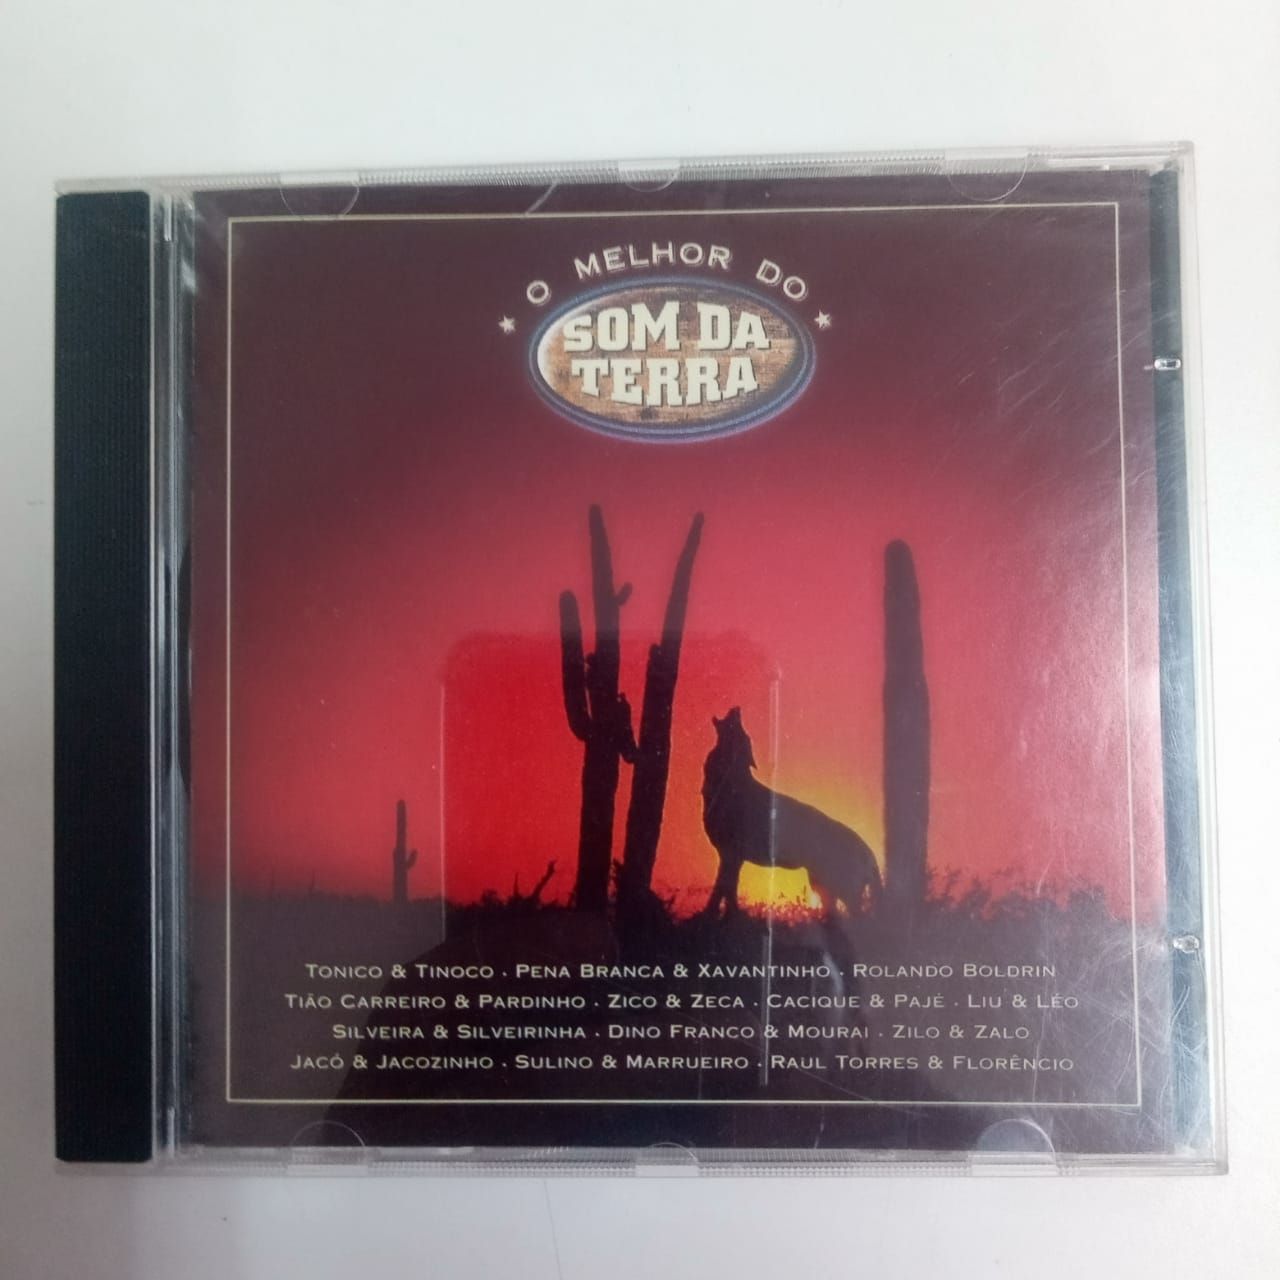 O MELHOR DO
SOM DA
TERRA
TONICO & TINOCO · PENA BRANCA & XAVANTINHO · ROLANDO BOLDRIN
TIÃO CARREIRO & PARDINHO · ZICO & ZECA · CACIQUE & PAJÉ · LIU & LÉO
SILVEIRA & SILVEIRINHA · DINO FRANCO & MOURAI · ZILO & ZALO
JACÓ & JACOZINHO · SULINO & MARRUEIRO · RAUL TORRES & FLORÊNCIO